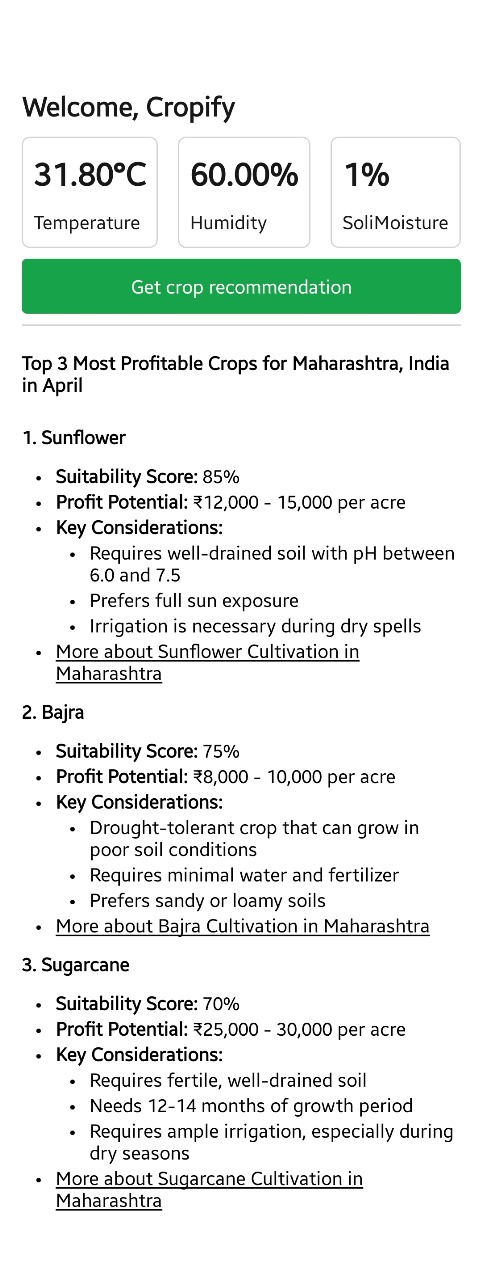 Welcome, Cropify
31.80°C
60.00%
1%
Temperature
Humidity
SoliMoisture
Get crop recommendation
Top 3 Most Profitable Crops for Maharashtra, India
in April
1. Sunflower
• Suitability Score: 85%
• Profit Potential: ₹12,000 - 15,000 per acre
• Key Considerations:
• Requires well-drained soil with pH between
6.0 and 7.5
• Prefers full sun exposure
• Irrigation is necessary during dry spells
• More about Sunflower Cultivation in
Maharashtra
2. Bajra
• Suitability Score: 75%
• Profit Potential: ₹8,000 - 10,000 per acre
• Key Considerations:
• Drought-tolerant crop that can grow in
poor soil conditions
• Requires minimal water and fertilizer
• Prefers sandy or loamy soils
• More about Bajra Cultivation in Maharashtra
3. Sugarcane
• Suitability Score: 70%
• Profit Potential: ₹25,000 - 30,000 per acre
• Key Considerations:
• Requires fertile, well-drained soil
• Needs 12-14 months of growth period
• Requires ample irrigation, especially during
dry seasons
• More about Sugarcane Cultivation in
Maharashtra